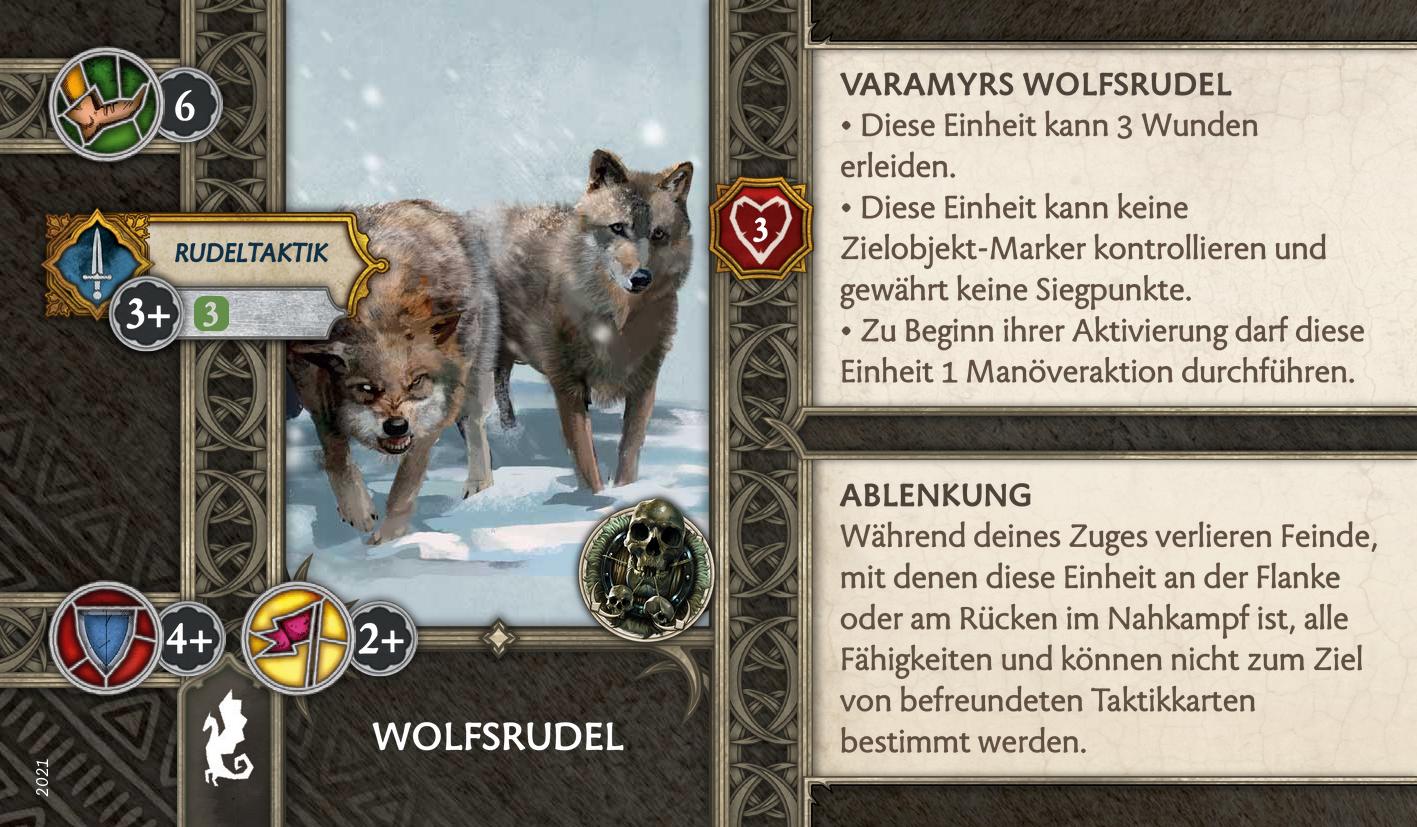 6
RUDELTAKTIK
3+ 3
3
4+ 2+
WOLFSRUDEL
2021
VARAMYRS WOLFSRUDEL
• Diese Einheit kann 3 Wunden
erleiden.
• Diese Einheit kann keine
Zielobjekt-Marker kontrollieren und
gewährt keine Siegpunkte.
• Zu Beginn ihrer Aktivierung darf diese
Einheit 1 Manöveraktion durchführen.
ABLENKUNG
Während deines Zuges verlieren Feinde,
mit denen diese Einheit an der Flanke
oder am Rücken im Nahkampf ist, alle
Fähigkeiten und können nicht zum Ziel
von befreundeten Taktikkarten
bestimmt werden.